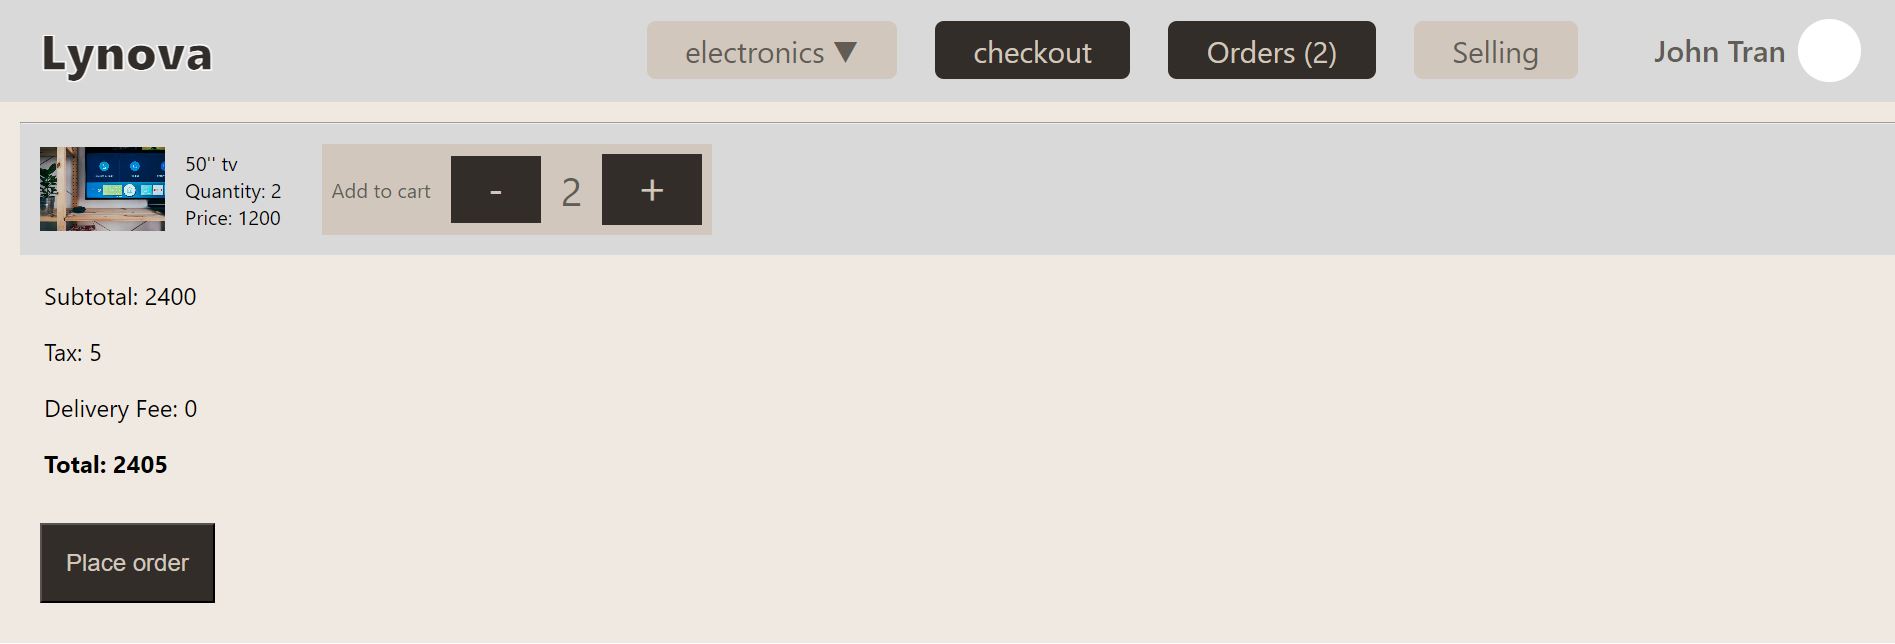 Lynova
electronics ▼
checkout
Orders (2)
Selling
John Tran
50'' tv
Quantity: 2
Price: 1200
Add to cart
-
2
+
Subtotal: 2400
Tax: 5
Delivery Fee: 0
Total: 2405
Place order